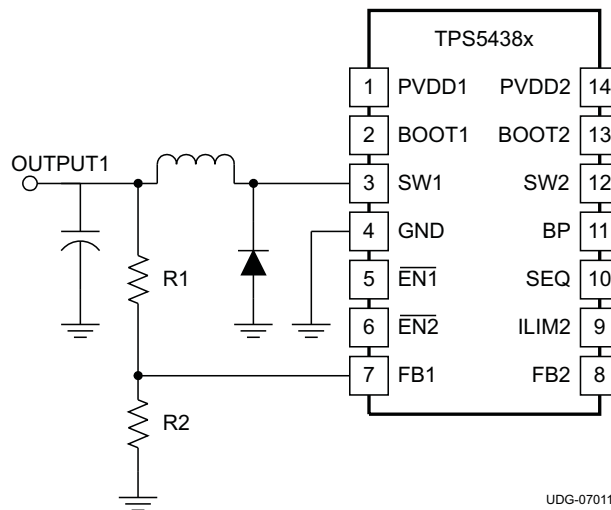 TPS5438x
1 PVDD1 PVDD2 14
2 BOOT1 BOOT2 13
OUTPUT1
3 SW1 SW2 12
4 GND BP 11
5 EN1 SEQ 10
R1
6 EN2 ILIM2 9
7 FB1 FB2 8
R2
UDG-07011